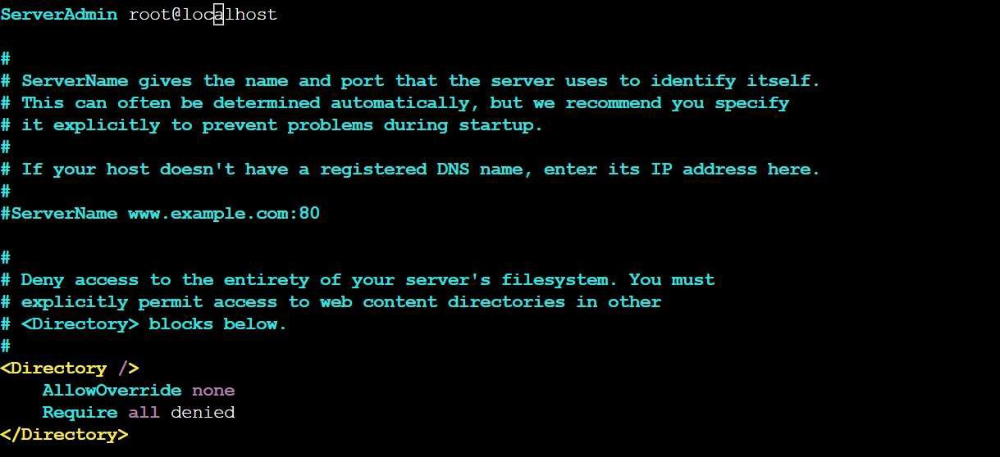 ServerAdmin root@localhost
#
# ServerName gives the name and port that the server uses to identify itself.
# This can often be determined automatically, but we recommend you specify
# it explicitly to prevent problems during startup.
#
# If your host doesn't have a registered DNS name, enter its IP address here.
#
#ServerName www.example.com:80
#
# Deny access to the entirety of your server's filesystem. You must
# explicitly permit access to web content directories in other
# <Directory> blocks below.
#
<Directory />
    AllowOverride none
    Require all denied
</Directory>